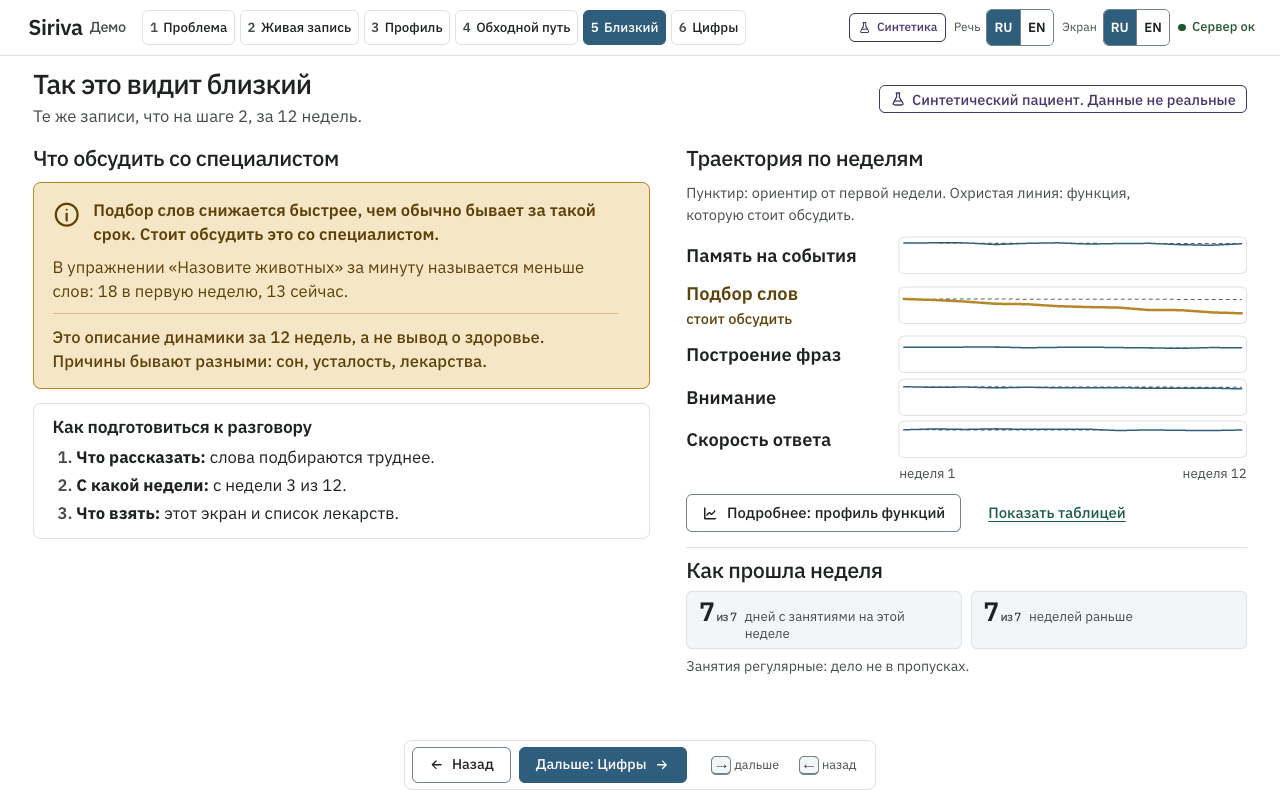 Siriva Демо
1 Проблема
2 Живая запись
3 Профиль
4 Обходной путь
5 Близкий
6 Цифры
Синтетика
Речь RU EN
Экран RU EN
Сервер ок
Так это видит близкий
Те же записи, что на шаге 2, за 12 недель.
Синтетический пациент. Данные не реальные
Что обсудить со специалистом
Подбор слов снижается быстрее, чем обычно бывает за такой
срок. Стоит обсудить это со специалистом.
В упражнении «Назовите животных» за минуту называется меньше
слов: 18 в первую неделю, 13 сейчас.
Это описание динамики за 12 недель, а не вывод о здоровье.
Причины бывают разными: сон, усталость, лекарства.
Как подготовиться к разговору
1. Что рассказать: слова подбираются труднее.
2. С какой недели: с недели 3 из 12.
3. Что взять: этот экран и список лекарств.
Траектория по неделям
Пунктир: ориентир от первой недели. Охристая линия: функция,
которую стоит обсудить.
Память на события
Подбор слов
стоит обсудить
Построение фраз
Внимание
Скорость ответа
неделя 1 неделя 12
Подробнее: профиль функций
Показать таблицей
Как прошла неделя
7 из 7 дней с занятиями на этой
неделе
7 из 7 неделей раньше
Занятия регулярные: дело не в пропусках.
← Назад
Дальше: Цифры →
→ дальше
← назад